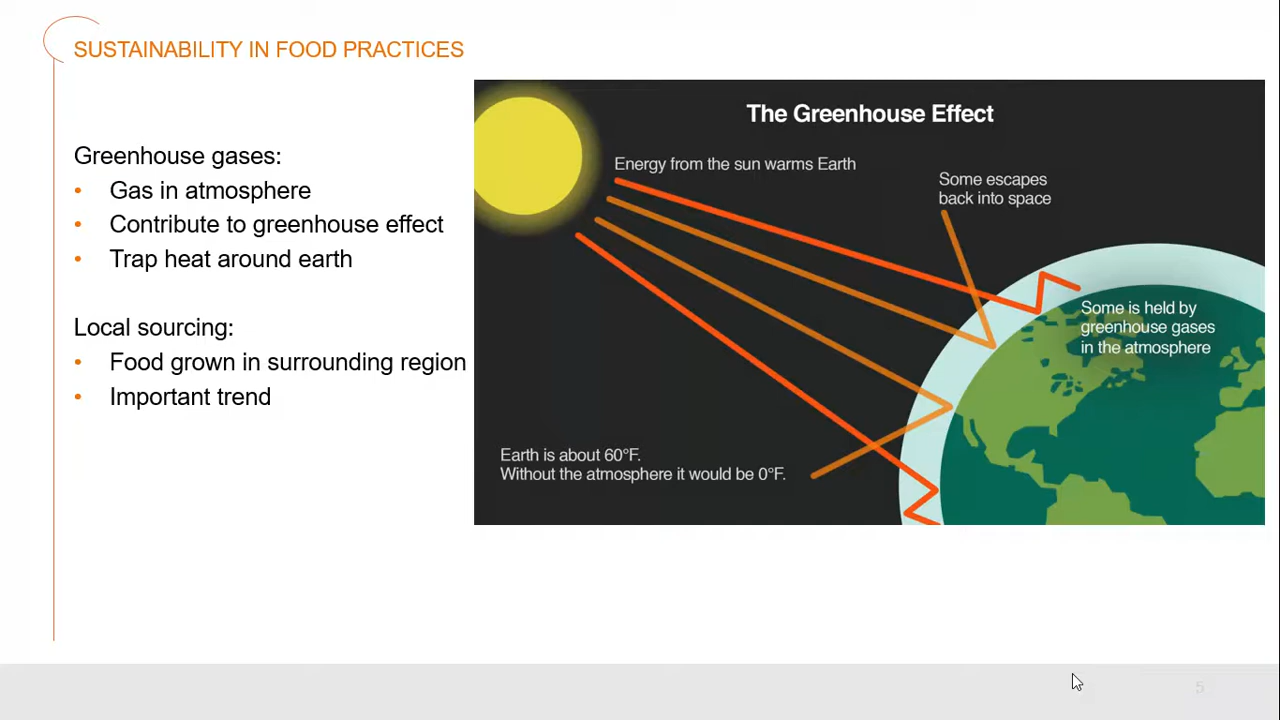 SUSTAINABILITY IN FOOD PRACTICES
Greenhouse gases:
• Gas in atmosphere
• Contribute to greenhouse effect
• Trap heat around earth
Local sourcing:
• Food grown in surrounding region
• Important trend
The Greenhouse Effect
Energy from the sun warms Earth
Some escapes
back into space
Some is held by
greenhouse gases
in the atmosphere
Earth is about 60°F.
Without the atmosphere it would be 0°F.
5